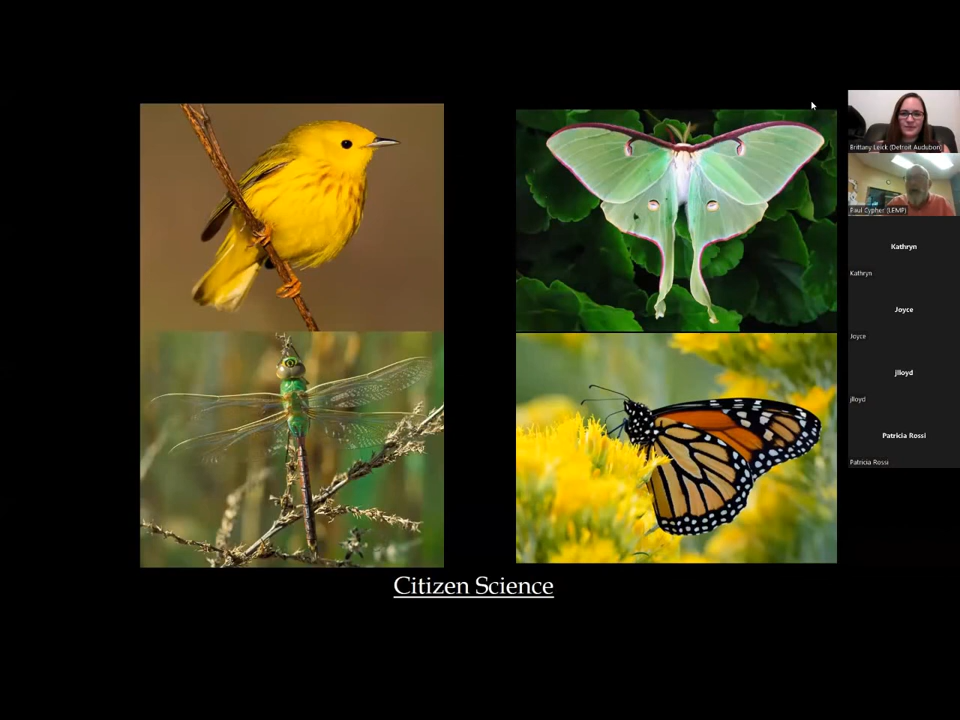 Citizen Science
Brittany Leick (Detroit Audubon)
Paul Cypher (LEMP)
Kathryn
Kathryn
Joyce
Joyce
jlloyd
jlloyd
Patricia Rossi
Patricia Rossi